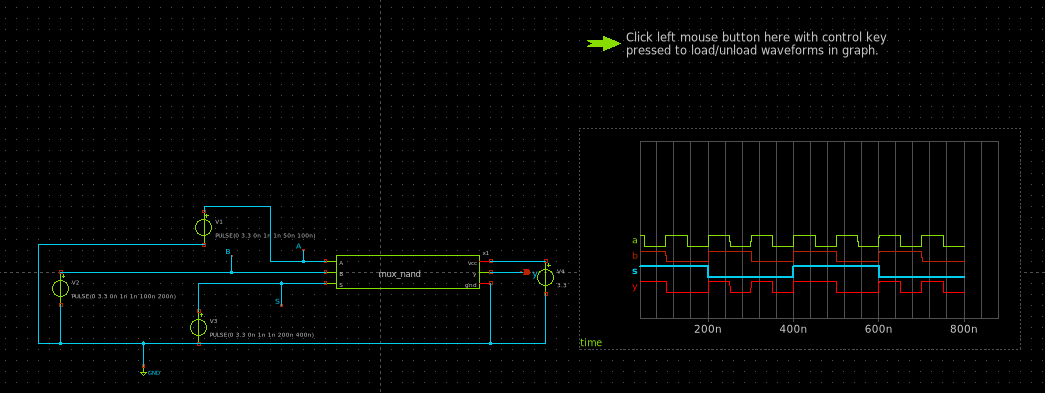 Click left mouse button here with control key
pressed to load/unload waveforms in graph.
V1
PULSE(0 3.3 0n 1n 1n 50n 100n)
B
A
x1
A
B
S
mux_nand
vcc
y
gnd
y
V4
3.3
V2
PULSE(0 3.3 0n 1n 1n 100n 200n)
S
V3
PULSE(0 3.3 0n 1n 1n 200n 400n)
GND
a
b
s
y
200n 400n 600n 800n
time